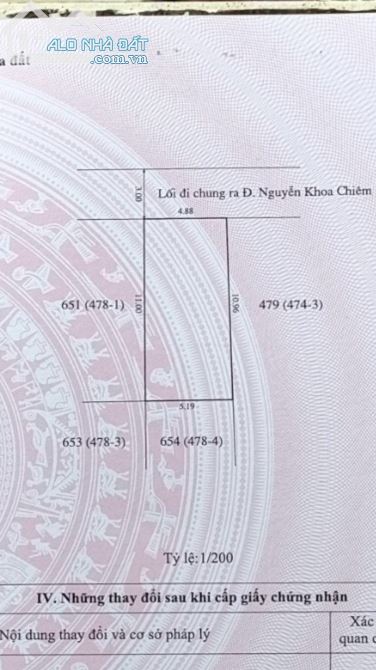 ALO NHÀ ĐẤT
.com.vn
a đất
3.00
Lối đi chung ra Đ. Nguyễn Khoa Chiêm
4.88
651 (478-1)
11.00
10.96
479 (474-3)
5.19
653 (478-3)
654 (478-4)
Tỷ lệ: 1/200
IV. Những thay đổi sau khi cấp giấy chứng nhận
Nội dung thay đổi và cơ sở pháp lý
Xác
quan c